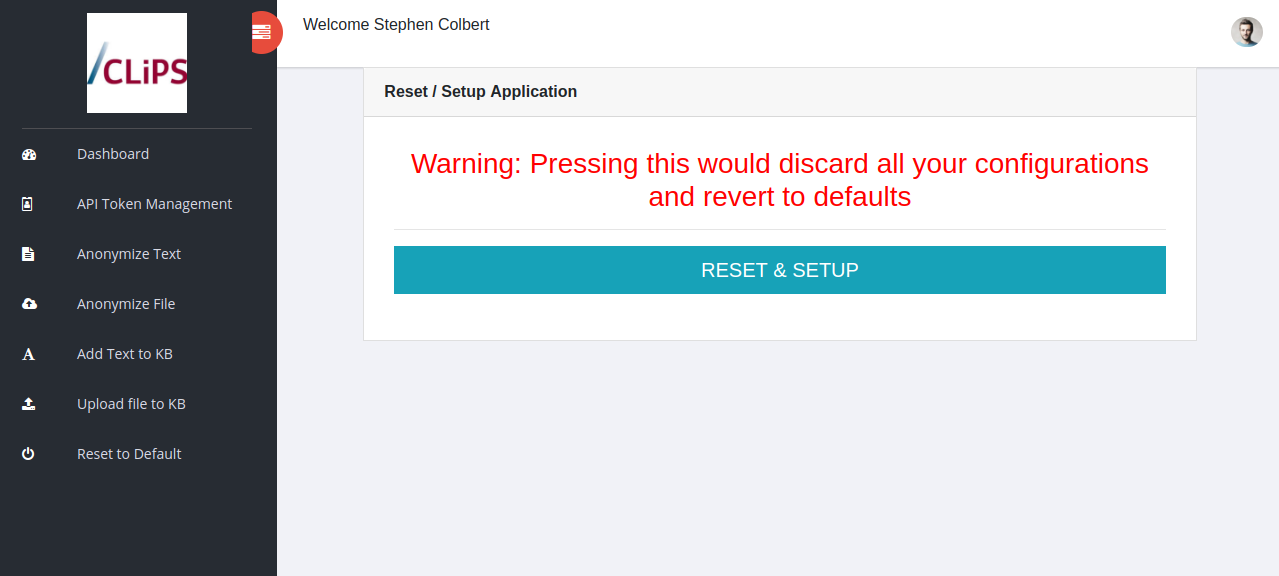 CLiPS
Welcome Stephen Colbert
Dashboard
API Token Management
Anonymize Text
Anonymize File
Add Text to KB
Upload file to KB
Reset to Default
Reset / Setup Application
Warning: Pressing this would discard all your configurations
and revert to defaults
RESET & SETUP